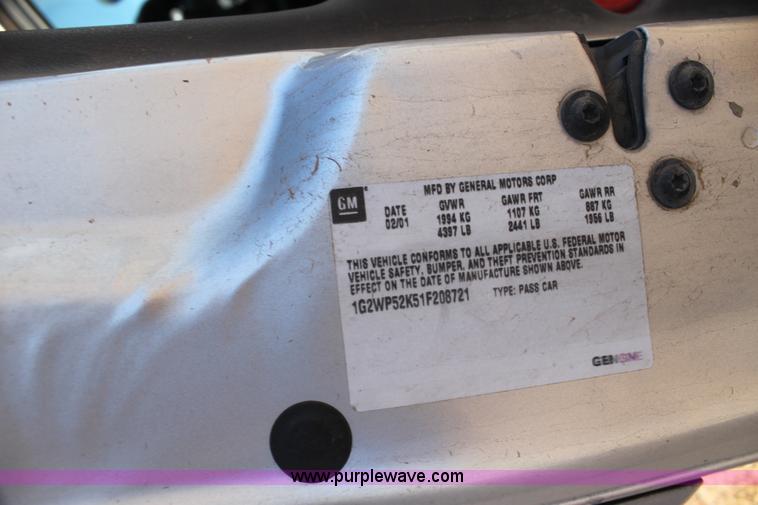 MFD BY GENERAL MOTORS CORP
GM
DATE GVWR GAWR FRT GAWR RR
02/01 1994 KG 1107 KG 887 KG
4397 LB 2441 LB 1956 LB
THIS VEHICLE CONFORMS TO ALL APPLICABLE U.S. FEDERAL MOTOR
VEHICLE SAFETY, BUMPER, AND THEFT PREVENTION STANDARDS IN
EFFECT ON THE DATE OF MANUFACTURE SHOWN ABOVE.
1G2WP52K51F208721 TYPE: PASS CAR
www.purplewave.com